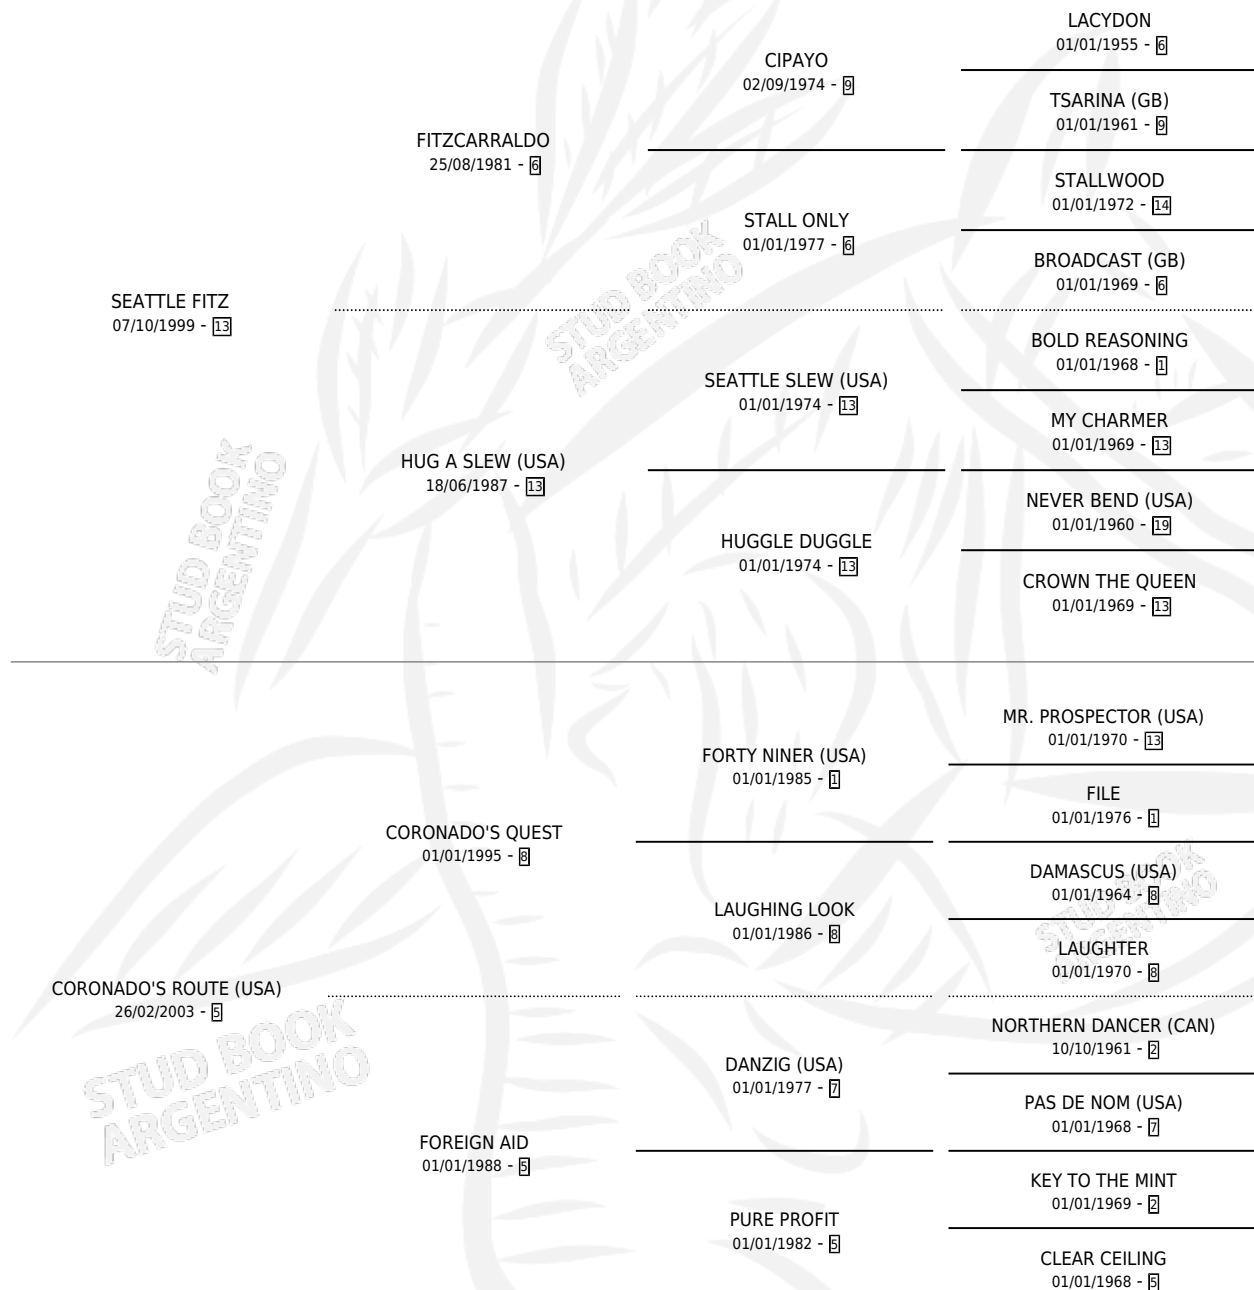 LACYDON
01/01/1955 - 6
CIPAYO
02/09/1974 - 9
TSARINA (GB)
01/01/1961 - 9
FITZCARRALDO
25/08/1981 - 6
STALLWOOD
01/01/1972 - 14
STALL ONLY
01/01/1977 - 6
BROADCAST (GB)
01/01/1969 - 6
SEATTLE FITZ
07/10/1999 - 13
BOLD REASONING
01/01/1968 - 1
SEATTLE SLEW (USA)
01/01/1974 - 13
MY CHARMER
01/01/1969 - 13
HUG A SLEW (USA)
18/06/1987 - 13
NEVER BEND (USA)
01/01/1960 - 19
HUGGLE DUGGLE
01/01/1974 - 13
CROWN THE QUEEN
01/01/1969 - 13
MR. PROSPECTOR (USA)
01/01/1970 - 13
FORTY NINER (USA)
01/01/1985 - 1
FILE
01/01/1976 - 1
CORONADO'S QUEST
01/01/1995 - 8
DAMASCUS (USA)
01/01/1964 - 8
LAUGHING LOOK
01/01/1986 - 8
LAUGHTER
01/01/1970 - 8
CORONADO'S ROUTE (USA)
26/02/2003 - 5
NORTHERN DANCER (CAN)
10/10/1961 - 2
DANZIG (USA)
01/01/1977 - 7
PAS DE NOM (USA)
01/01/1968 - 7
FOREIGN AID
01/01/1988 - 5
KEY TO THE MINT
01/01/1969 - 2
PURE PROFIT
01/01/1982 - 5
CLEAR CEILING
01/01/1968 - 5
STUD BOOK
ARGENTINO
STUD BOOK
ARGENTINO
STUD BOOK
ARGENTINO
STUD BOOK
ARGENTINO